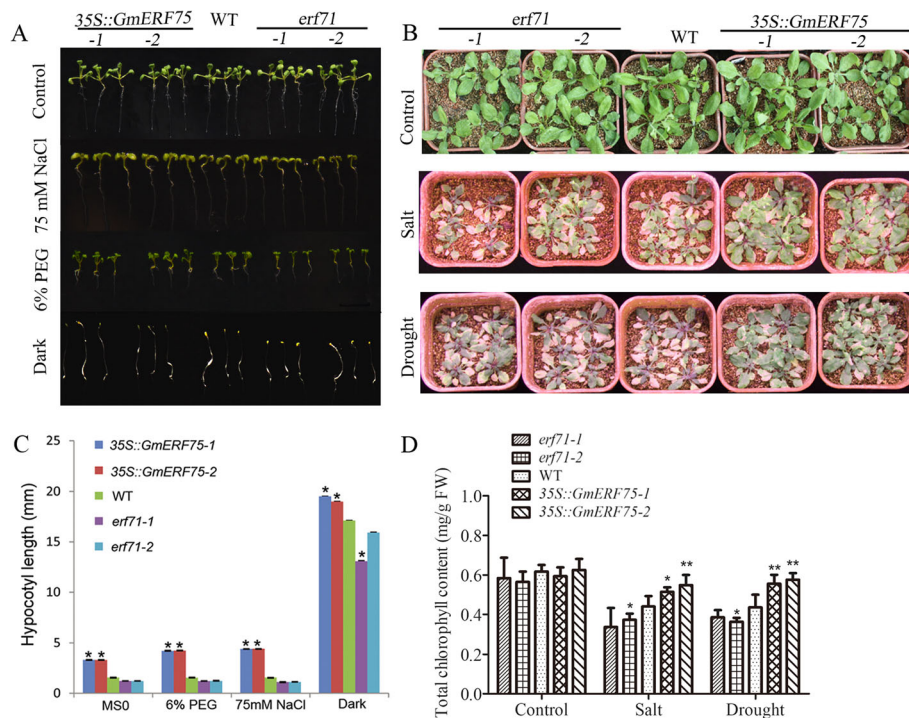 A
35S::GmERF75 WT erf71
-1 -2 -1 -2
Control
75 mM NaCl
6% PEG
Dark
B
erf71 WT 35S::GmERF75
-1 -2 -1 -2
Control
Salt
Drought
C
Hypocotyl length (mm)
25
20
15
10
5
0
35S::GmERF75-1
35S::GmERF75-2
WT
erf71-1
erf71-2
* * * * * * * * *
MS0 6% PEG 75mM NaCl Dark
D
erf71-1
erf71-2
WT
35S::GmERF75-1
35S::GmERF75-2
Total chlorophyll content (mg/g FW)
1.0
0.8
0.6
0.4
0.2
0.0
* * ** * ** **
Control Salt Drought